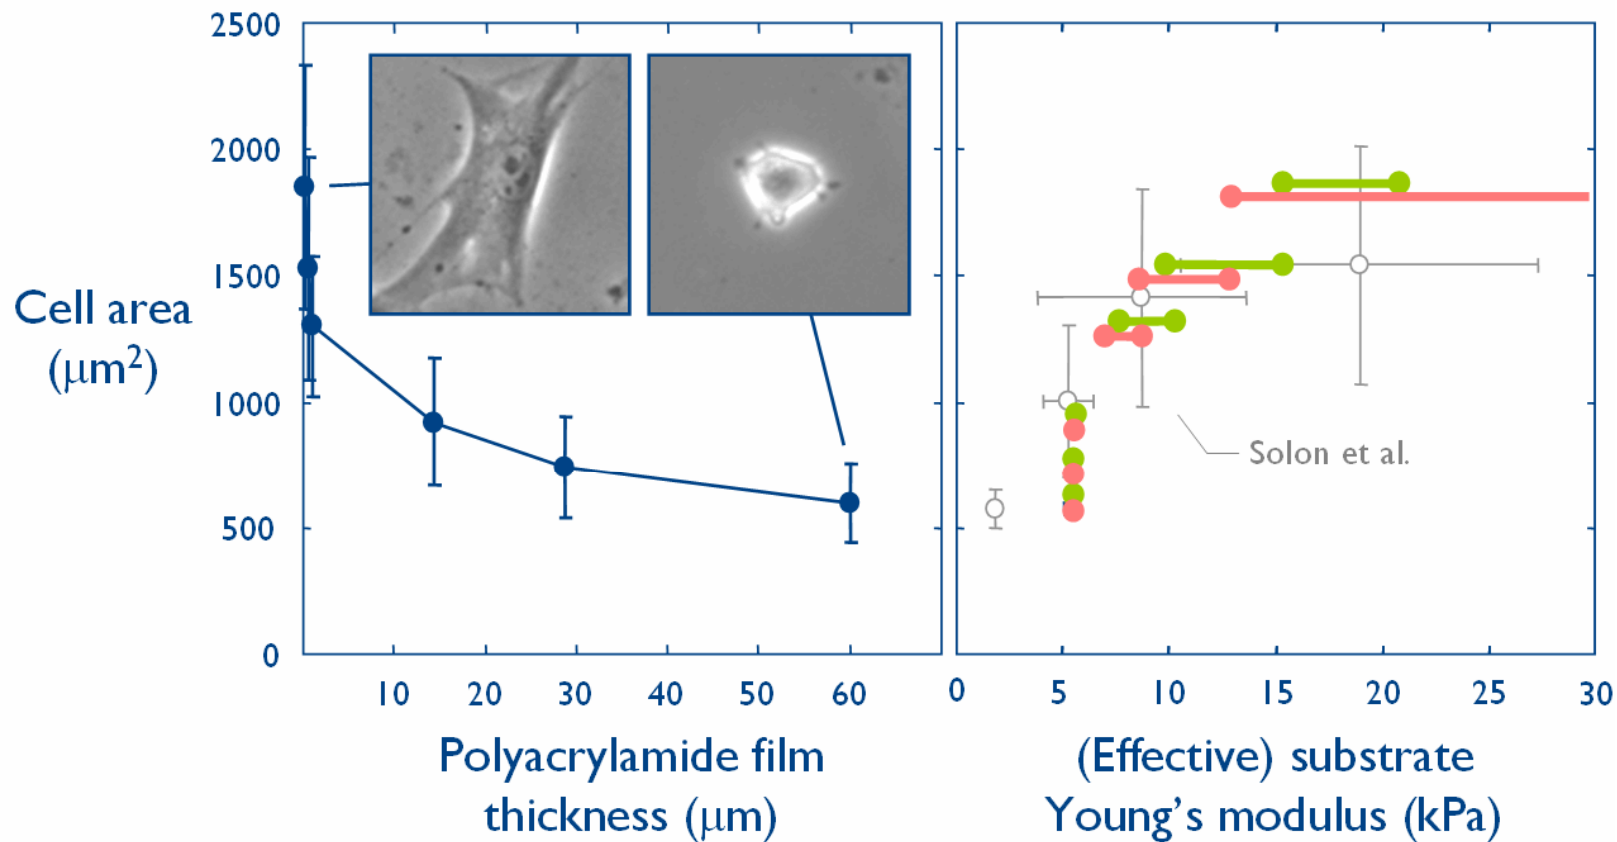 2500
2000
1500
1000
500
0
Cell area
(μm²)
10 20 30 40 50 60
Polyacrylamide film
thickness (μm)
Solon et al.
0 5 10 15 20 25 30
(Effective) substrate
Young's modulus (kPa)